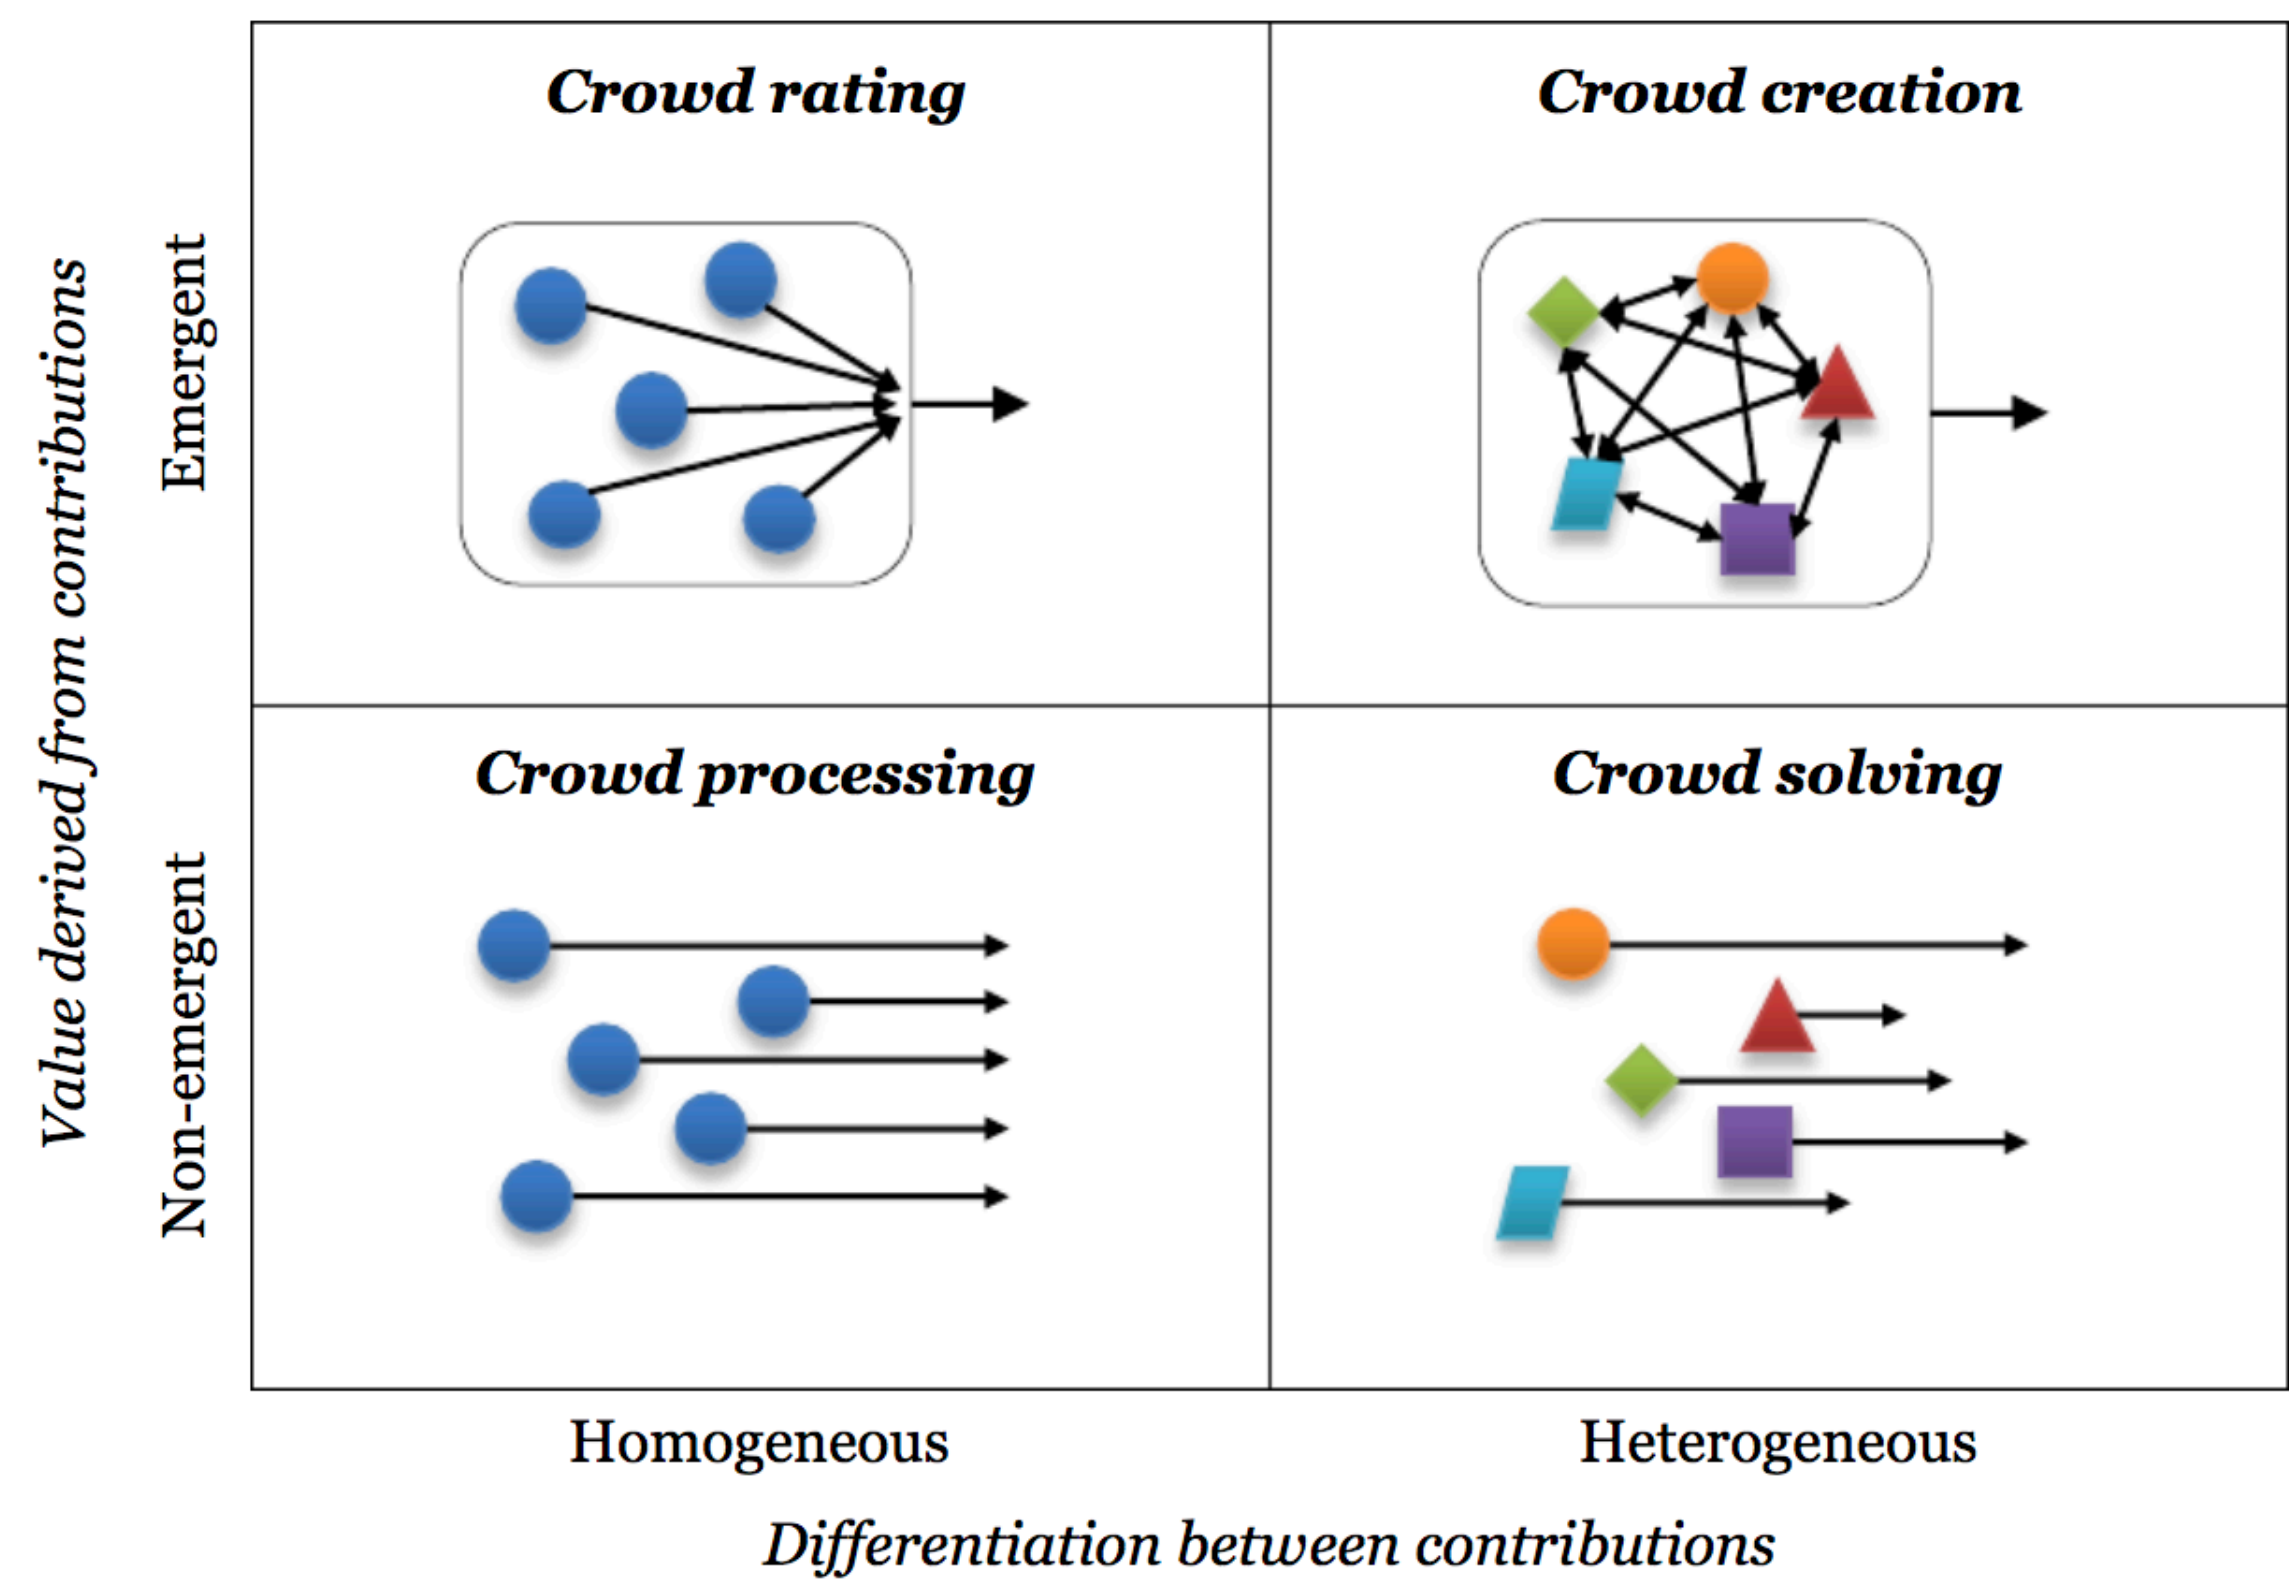 Crowd rating
Crowd creation
Value derived from contributions
Emergent
Crowd processing
Crowd solving
Non-emergent
Homogeneous
Heterogeneous
Differentiation between contributions